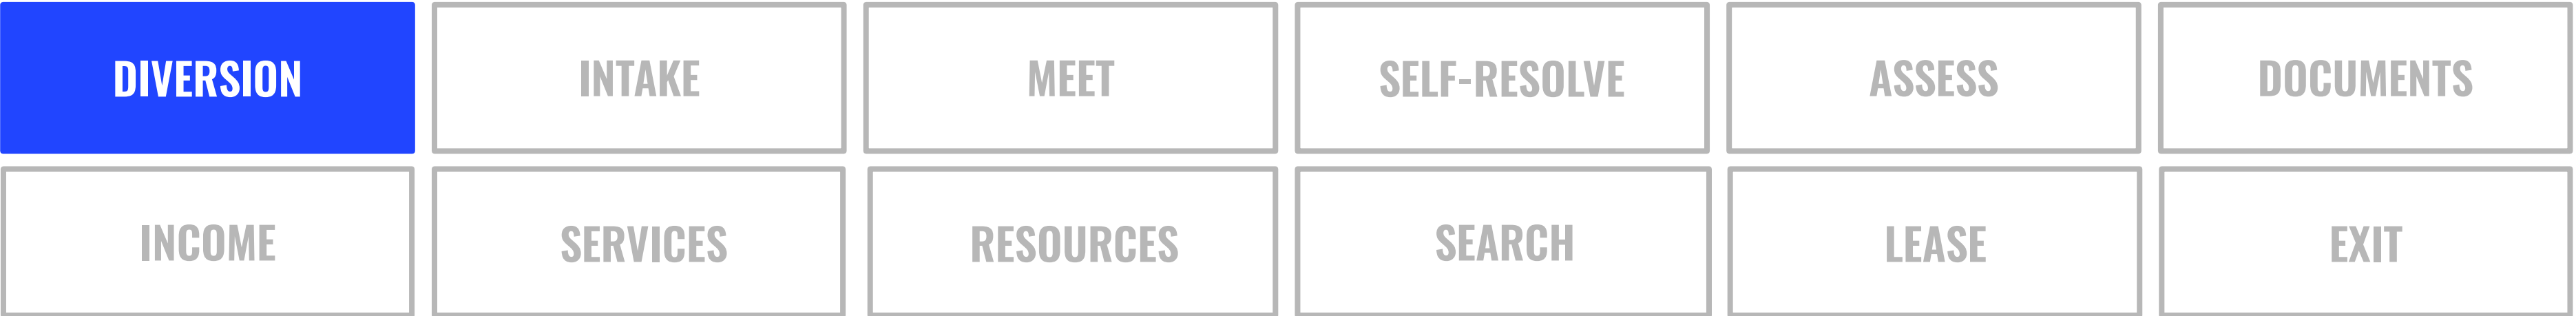 DIVERSION
INTAKE
MEET
SELF-RESOLVE
ASSESS
DOCUMENTS
INCOME
SERVICES
RESOURCES
SEARCH
LEASE
EXIT